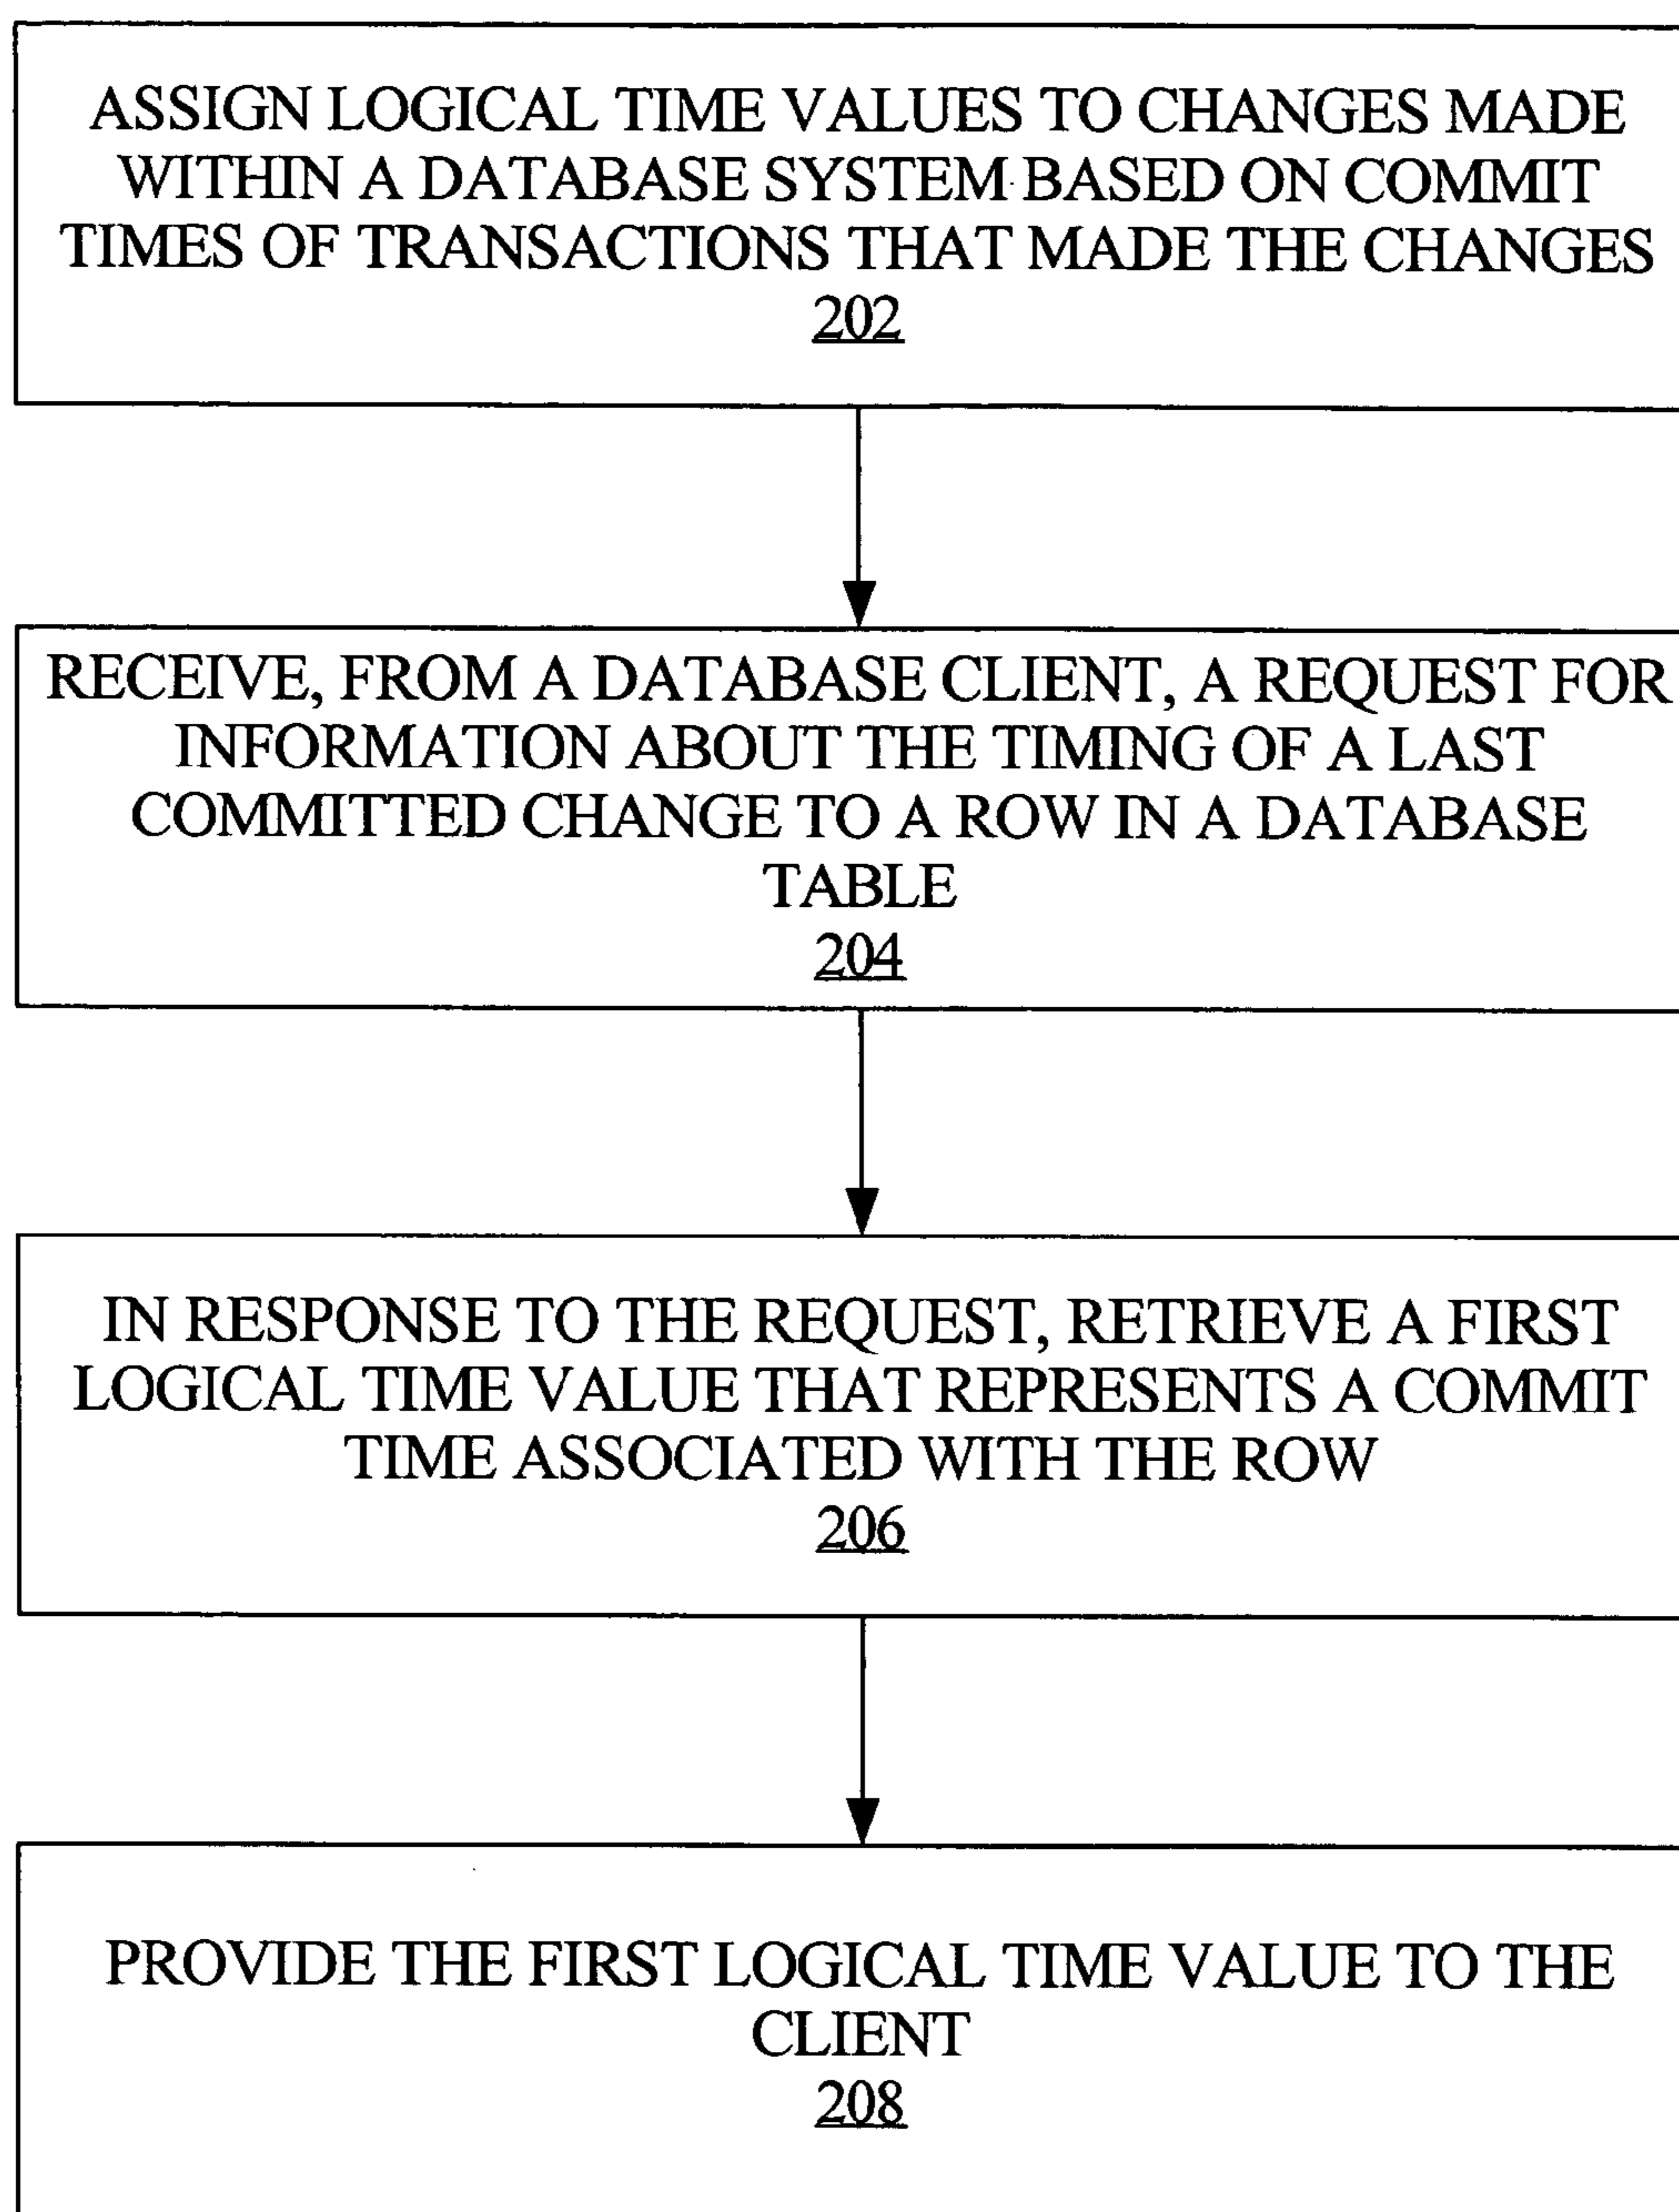 ASSIGN LOGICAL TIME VALUES TO CHANGES MADE
WITHIN A DATABASE SYSTEM BASED ON COMMIT
TIMES OF TRANSACTIONS THAT MADE THE CHANGES
202
RECEIVE, FROM A DATABASE CLIENT, A REQUEST FOR
INFORMATION ABOUT THE TIMING OF A LAST
COMMITTED CHANGE TO A ROW IN A DATABASE
TABLE
204
IN RESPONSE TO THE REQUEST, RETRIEVE A FIRST
LOGICAL TIME VALUE THAT REPRESENTS A COMMIT
TIME ASSOCIATED WITH THE ROW
206
PROVIDE THE FIRST LOGICAL TIME VALUE TO THE
CLIENT
208